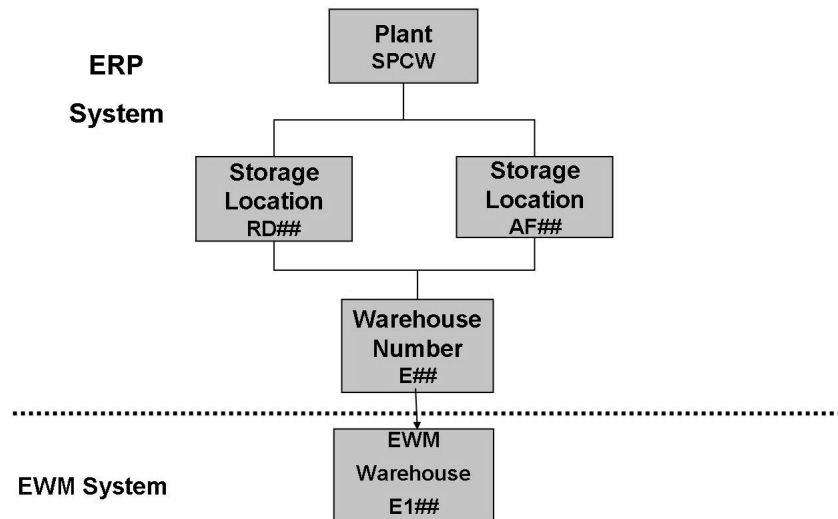 Plant
SPCW
ERP
System
Storage
Location
RD##
Storage
Location
AF##
Warehouse
Number
E##
EWM
Warehouse
E1##
EWM System